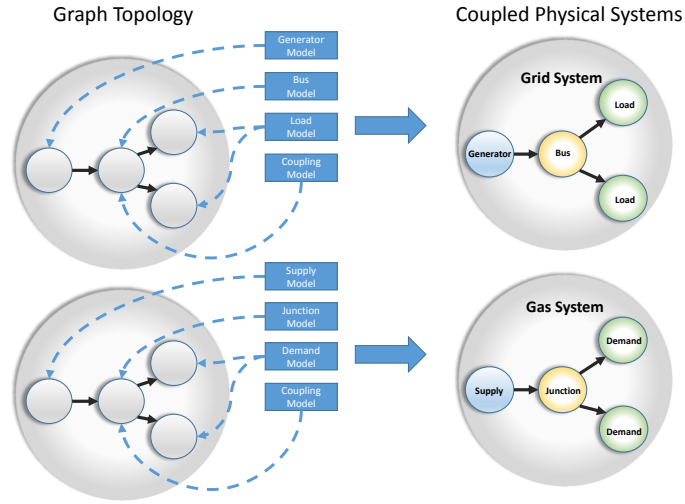 Graph Topology
Coupled Physical Systems
Generator
Model
Bus
Model
Load
Model
Coupling
Model
Grid System
Generator
Bus
Load
Load
Supply
Model
Junction
Model
Demand
Model
Coupling
Model
Gas System
Supply
Junction
Demand
Demand